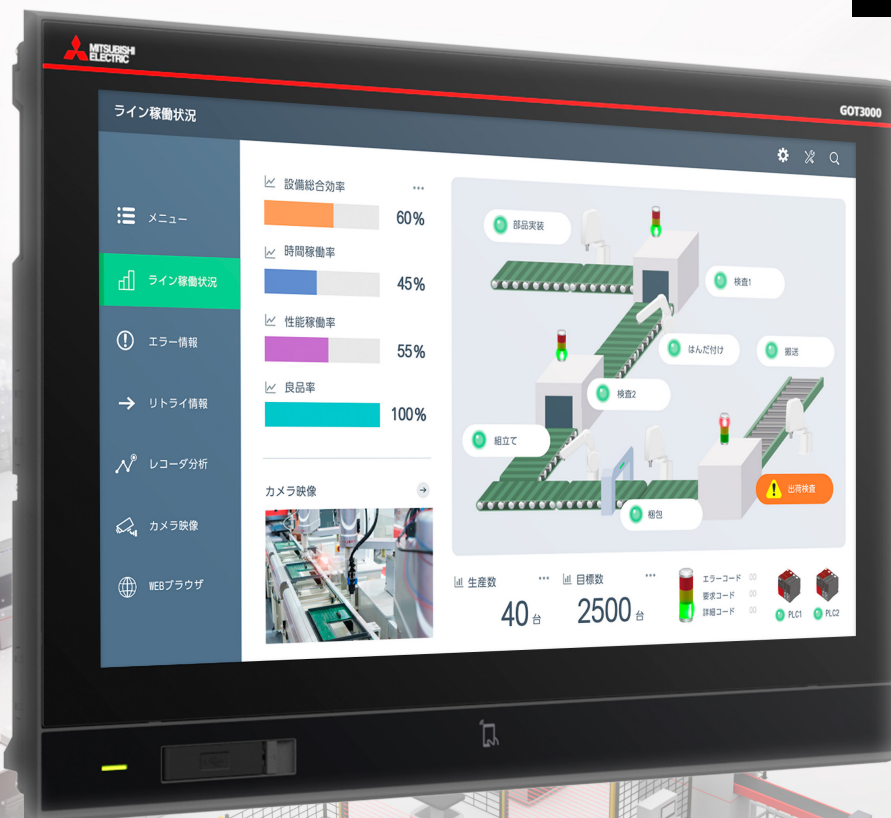 MITSUBISHI
ELECTRIC
GOT3000
ライン稼働状況
メニュー
ライン稼働状況
エラー情報
リトライ情報
レコーダ分析
カメラ映像
WEBブラウザ
設備総合効率
60%
時間稼働率
45%
性能稼働率
55%
良品率
100%
カメラ映像
部品実装
検査1
はんだ付け
搬送
検査2
組立て
出荷検査
梱包
生産数
40台
目標数
2500台
エラーコード 00
要求コード 00
詳細コード 00
PLC1
PLC2